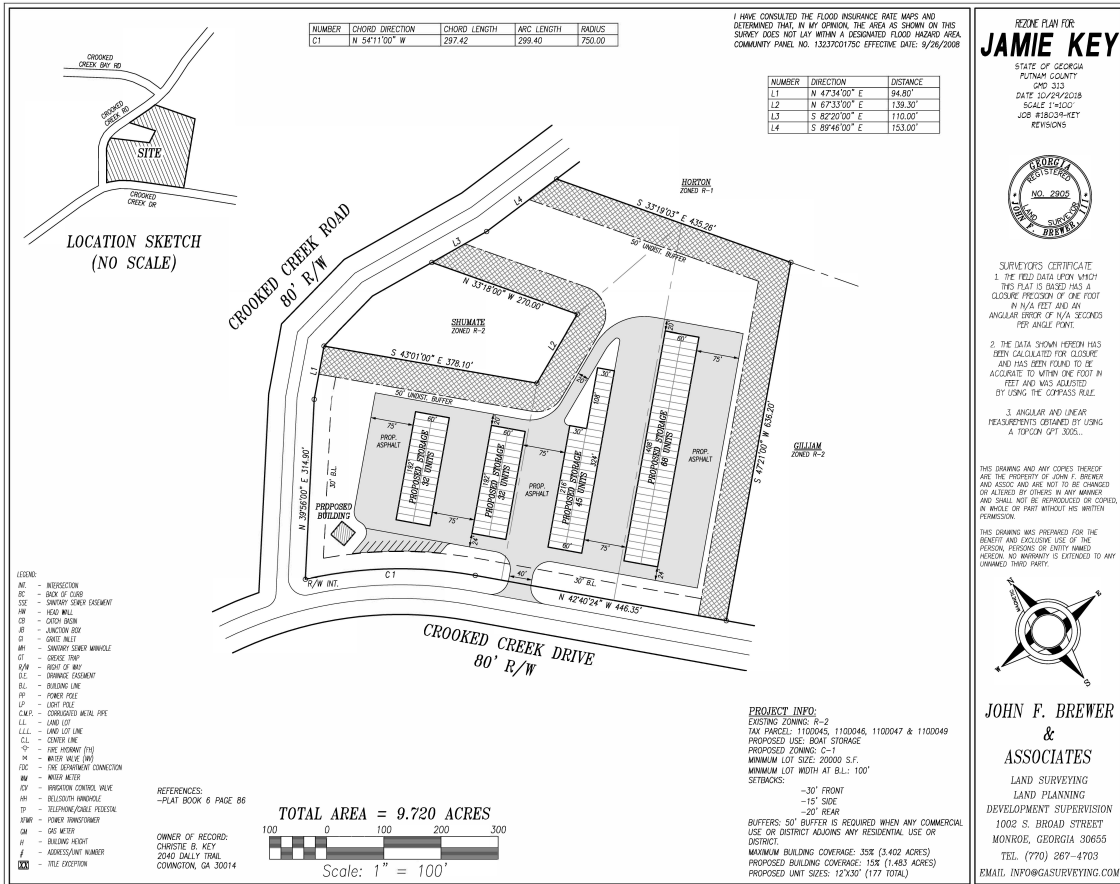 NUMBER CHORD DIRECTION CHORD LENGTH ARC LENGTH RADIUS
C1 N 54°11'00" W 297.42 299.40 750.00
I HAVE CONSULTED THE FLOOD INSURANCE RATE MAPS AND
DETERMINED THAT, IN MY OPINION, THE AREA AS SHOWN ON THIS
SURVEY DOES NOT LAY WITHIN A DESIGNATED FLOOD HAZARD AREA.
COMMUNITY PANEL NO. 13237C0175C EFFECTIVE DATE: 9/26/2008
NUMBER DIRECTION DISTANCE
L1 N 47°34'00" E 94.80'
L2 N 67°33'00" E 139.30'
L3 S 82°20'00" E 110.00'
L4 S 89°46'00" E 153.00'
CROOKED
CREEK BAY RD
CROOKED
CREEK RD
SITE
CROOKED
CREEK DR
LOCATION SKETCH
(NO SCALE)
CROOKED CREEK ROAD
80' R/W
HORTON
ZONED R-1
S 33°19'03" E 435.26'
L4
L3
50' UNDIST. BUFFER
N 33°18'00" W 270.00'
SHUMATE
ZONED R-2
L2
S 43°01'00" E 378.10'
L1
50' UNDIST. BUFFER
20'
60'
75'
20'
30'
108'
30'
S 47°21'00" W 636.20'
GILLIAM
ZONED R-2
N 39°56'00" E 314.90'
30' B.L.
75'
PROP.
ASPHALT
60'
192'
PROPOSED STORAGE
32 UNITS
75'
20'
60'
192'
PROPOSED STORAGE
32 UNITS
24'
75'
PROP.
ASPHALT
324'
216'
PROPOSED STORAGE
45 UNITS
60'
75'
408'
PROPOSED STORAGE
68 UNITS
24'
PROP.
ASPHALT
PROPOSED
BUILDING
R/W INT.
C1
40'
30' B.L.
N 42°40'24" W 446.35'
CROOKED CREEK DRIVE
80' R/W
LEGEND:
INT. - INTERSECTION
BC - BACK OF CURB
SSE - SANITARY SEWER EASEMENT
HW - HEAD WALL
CB - CATCH BASIN
JB - JUNCTION BOX
GI - GRATE INLET
MH - SANITARY SEWER MANHOLE
GT - GREASE TRAP
R/W - RIGHT OF WAY
D.E. - DRAINAGE EASEMENT
B.L. - BUILDING LINE
PP - POWER POLE
LP - LIGHT POLE
C.M.P. - CORRUGATED METAL PIPE
L.L. - LAND LOT
L.L.L. - LAND LOT LINE
C.L. - CENTER LINE
- FIRE HYDRANT (FH)
- WATER VALVE (WV)
FDC - FIRE DEPARTMENT CONNECTION
WM - WATER METER
ICV - IRRIGATION CONTROL VALVE
HH - BELLSOUTH HANDHOLE
TP - TELEPHONE/CABLE PEDESTAL
XFMR - POWER TRANSFORMER
GM - GAS METER
H - BUILDING HEIGHT
# - ADDRESS/UNIT NUMBER
- TITLE EXCEPTION
REFERENCES:
-PLAT BOOK 6 PAGE 86
OWNER OF RECORD:
CHRISTIE B. KEY
2040 DALLY TRAIL
COVINGTON, GA 30014
TOTAL AREA = 9.720 ACRES
100 0 100 200 300
Scale: 1" = 100'
PROJECT INFO:
EXISTING ZONING: R-2
TAX PARCEL: 110D045, 110D046, 110D047 & 110D049
PROPOSED USE: BOAT STORAGE
PROPOSED ZONING: C-1
MINIMUM LOT SIZE: 20000 S.F.
MINIMUM LOT WIDTH AT B.L.: 100'
SETBACKS:
-30' FRONT
-15' SIDE
-20' REAR
BUFFERS: 50' BUFFER IS REQUIRED WHEN ANY COMMERCIAL
USE OR DISTRICT ADJOINS ANY RESIDENTIAL USE OR
DISTRICT.
MAXIMUM BUILDING COVERAGE: 35% (3.402 ACRES)
PROPOSED BUILDING COVERAGE: 15% (1.483 ACRES)
PROPOSED UNIT SIZES: 12'X30' (177 TOTAL)
REZONE PLAN FOR:
JAMIE KEY
STATE OF GEORGIA
PUTNAM COUNTY
GMD 313
DATE 10/29/2018
SCALE 1"=100'
JOB #18039-KEY
REVISIONS
GEORGIA
REGISTERED
NO. 2905
LAND SURVEYOR
JOHN F. BREWER, III
SURVEYORS CERTIFICATE
1. THE FIELD DATA UPON WHICH
THIS PLAT IS BASED HAS A
CLOSURE PRECISION OF ONE FOOT
IN N/A FEET AND AN
ANGULAR ERROR OF N/A SECONDS
PER ANGLE POINT.
2. THE DATA SHOWN HEREON HAS
BEEN CALCULATED FOR CLOSURE
AND HAS BEEN FOUND TO BE
ACCURATE TO WITHIN ONE FOOT IN
FEET AND WAS ADJUSTED
BY USING THE COMPASS RULE.
3. ANGULAR AND LINEAR
MEASUREMENTS OBTAINED BY USING
A TOPCON GPT 3005...
THIS DRAWING AND ANY COPIES THEREOF
ARE THE PROPERTY OF JOHN F. BREWER
AND ASSOC AND ARE NOT TO BE CHANGED
OR ALTERED BY OTHERS IN ANY MANNER
AND SHALL NOT BE REPRODUCED OR COPIED,
IN WHOLE OR PART WITHOUT HIS WRITTEN
PERMISSION.
THIS DRAWING WAS PREPARED FOR THE
BENEFIT AND EXCLUSIVE USE OF THE
PERSON, PERSONS OR ENTITY NAMED
HEREON. NO WARRANTY IS EXTENDED TO ANY
UNNAMED THIRD PARTY.
JOHN F. BREWER
&
ASSOCIATES
LAND SURVEYING
LAND PLANNING
DEVELOPMENT SUPERVISION
1002 S. BROAD STREET
MONROE, GEORGIA 30655
TEL. (770) 267-4703
EMAIL INFO@GASURVEYING.COM